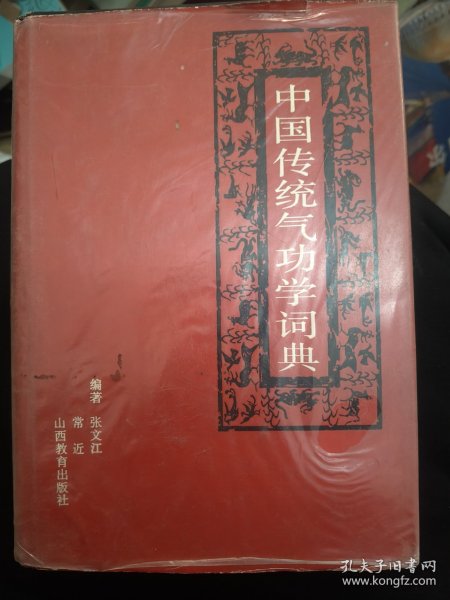 中国传统气功学词典
编著 张文江
常近
山西教育出版社
孔夫子旧书网
www.kongfz.com